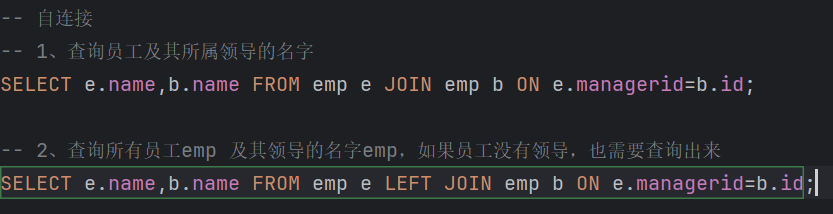 -- 自连接
-- 1、查询员工及其所属领导的名字
SELECT e.name,b.name FROM emp e JOIN emp b ON e.managerid=b.id;
-- 2、查询所有员工emp 及其领导的名字emp，如果员工没有领导，也需要查询出来
SELECT e.name,b.name FROM emp e LEFT JOIN emp b ON e.managerid=b.id;